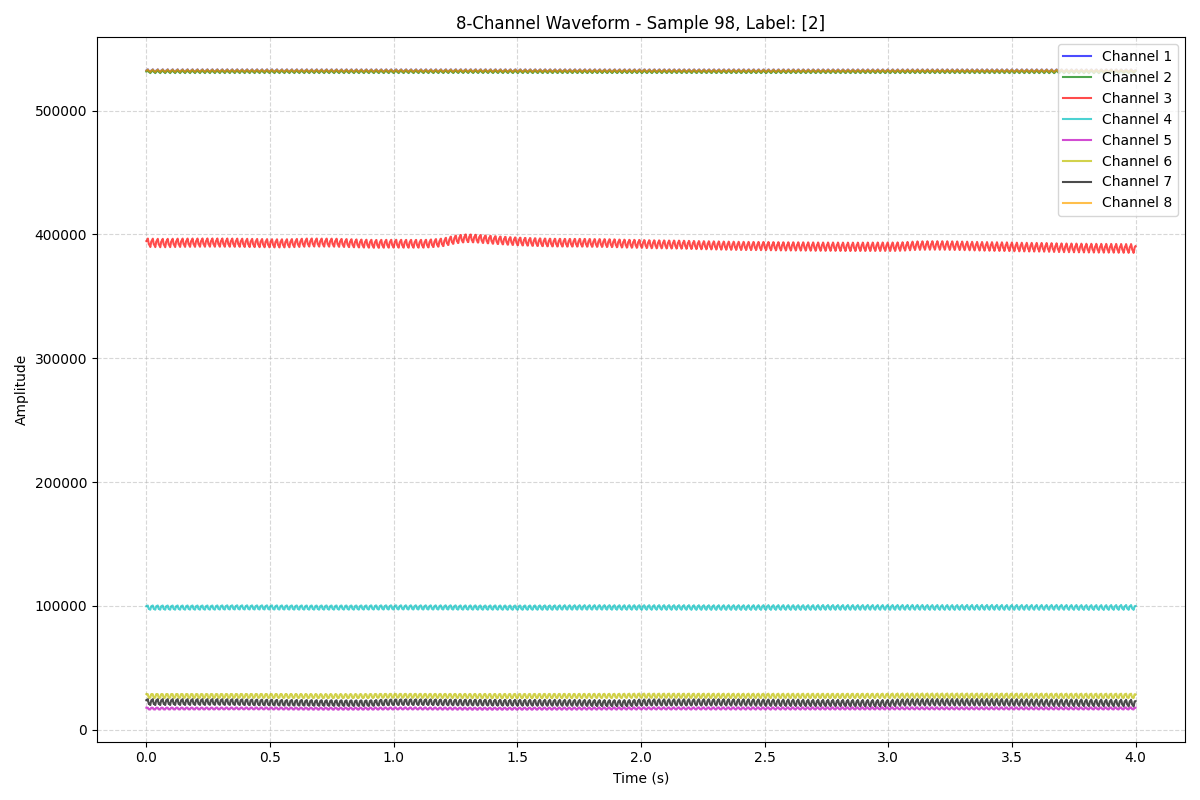 8-Channel Waveform - Sample 98, Label: [2]
Channel 1
Channel 2
Channel 3
Channel 4
Channel 5
Channel 6
Channel 7
Channel 8
500000
400000
300000
200000
100000
0
Amplitude
0.0 0.5 1.0 1.5 2.0 2.5 3.0 3.5 4.0
Time (s)